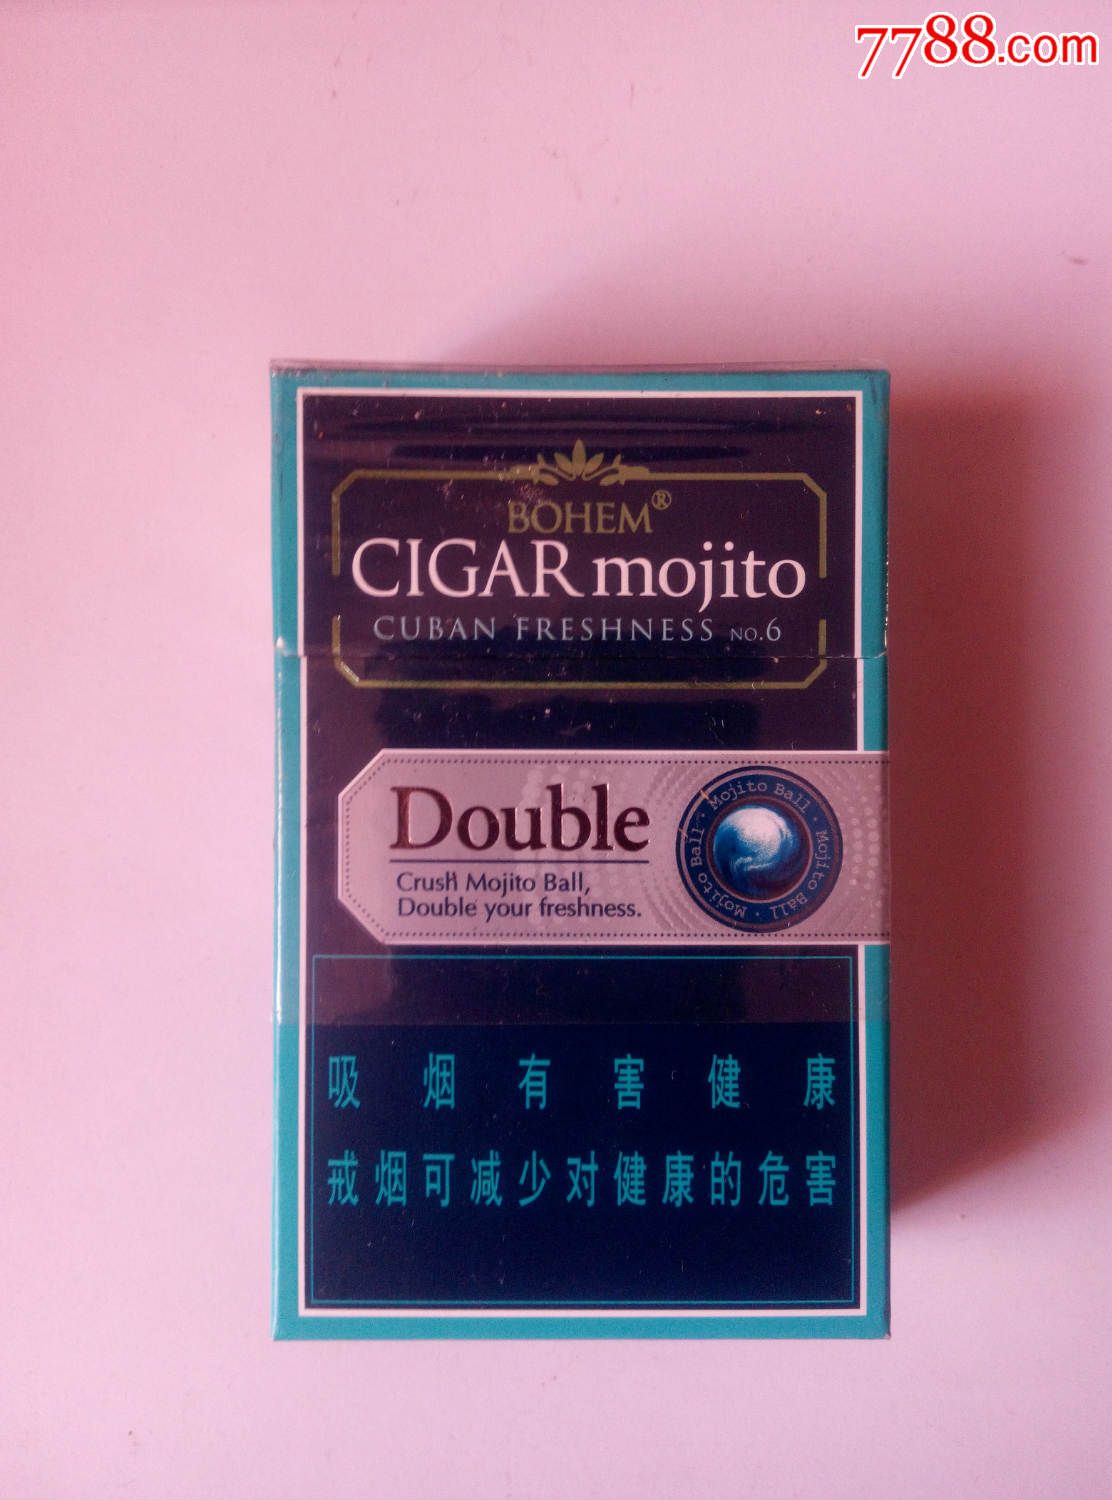 7788.com
BOHEM®
CIGAR mojito
CUBAN FRESHNESS NO.6
Double
Crush Mojito Ball,
Double your freshness.
Mojito Ball · Mojito Ball · Mojito Ball ·
吸烟有害健康
戒烟可减少对健康的危害